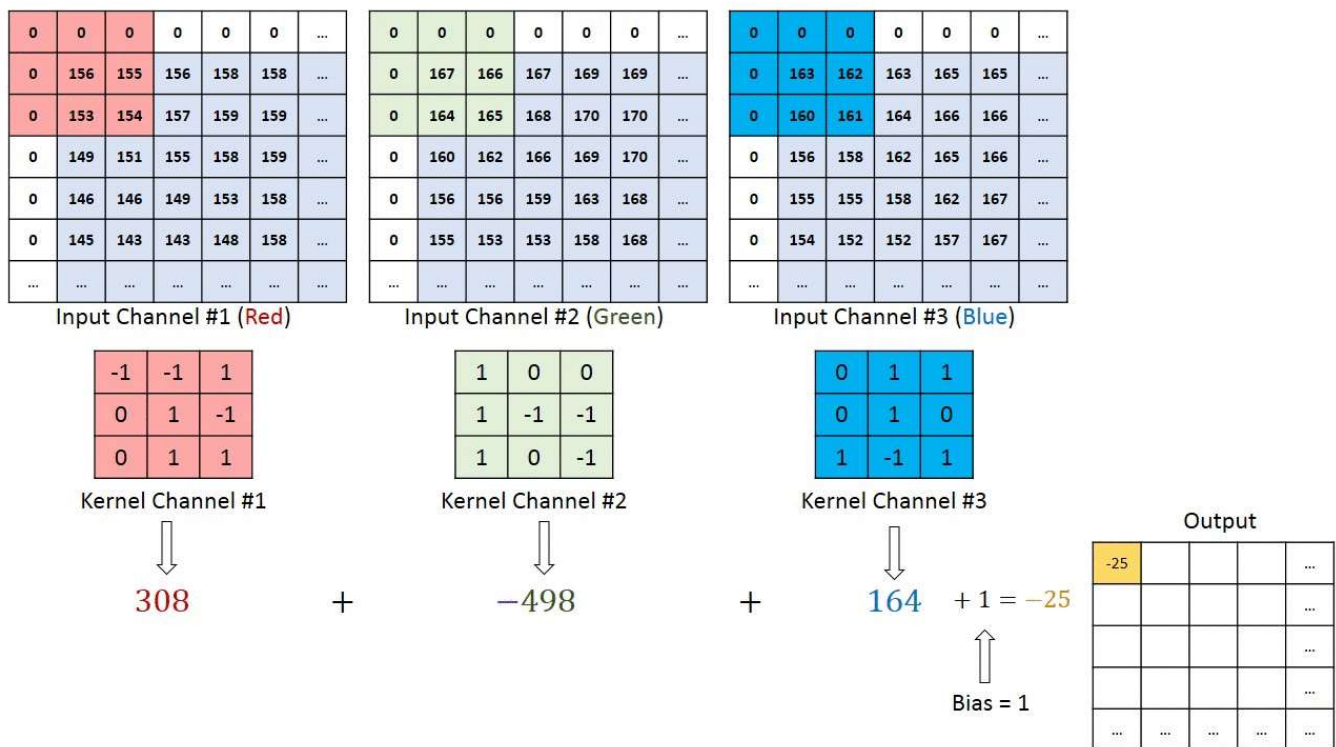 0 0 0 0 0 0 ... 0 0 0 0 0 0 ... 0 0 0 0 0 0 ...
0 156 155 156 158 158 ... 0 167 166 167 169 169 ... 0 163 162 163 165 165 ...
0 153 154 157 159 159 ... 0 164 165 168 170 170 ... 0 160 161 164 166 166 ...
0 149 151 155 158 159 ... 0 160 162 166 169 170 ... 0 156 158 162 165 166 ...
0 146 146 149 153 158 ... 0 156 156 159 163 168 ... 0 155 155 158 162 167 ...
0 145 143 143 148 158 ... 0 155 153 153 158 168 ... 0 154 152 152 157 167 ...
... ... ... ... ... ... ... ... ... ... ... ... ... ... ... ... ... ... ... ... ...
Input Channel #1 (Red) Input Channel #2 (Green) Input Channel #3 (Blue)
-1 -1 1 1 0 0 0 1 1
0 1 -1 1 -1 -1 0 1 0
0 1 1 1 0 -1 1 -1 1
Kernel Channel #1 Kernel Channel #2 Kernel Channel #3
Output
-25 ...
308 + −498 + 164 + 1 = −25
...
...
...
Bias = 1
... ... ... ... ...